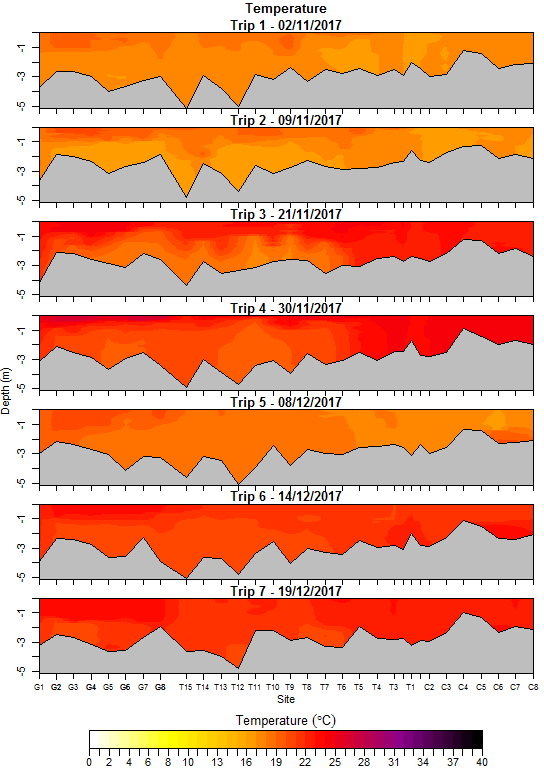 Temperature
Trip 1 - 02/11/2017
-1
-3
-5
Trip 2 - 09/11/2017
-1
-3
-5
Trip 3 - 21/11/2017
-1
-3
-5
Trip 4 - 30/11/2017
-1
-3
-5
Depth (m)
Trip 5 - 08/12/2017
-1
-3
-5
Trip 6 - 14/12/2017
-1
-3
-5
Trip 7 - 19/12/2017
-1
-3
-5
G1 G2 G3 G4 G5 G6 G7 G8 T15 T14 T13 T12 T11 T10 T9 T8 T7 T6 T5 T4 T3 T1 C2 C3 C4 C5 C6 C7 C8
Site
Temperature (°C)
0 2 4 6 8 10 13 16 19 22 25 28 31 34 37 40